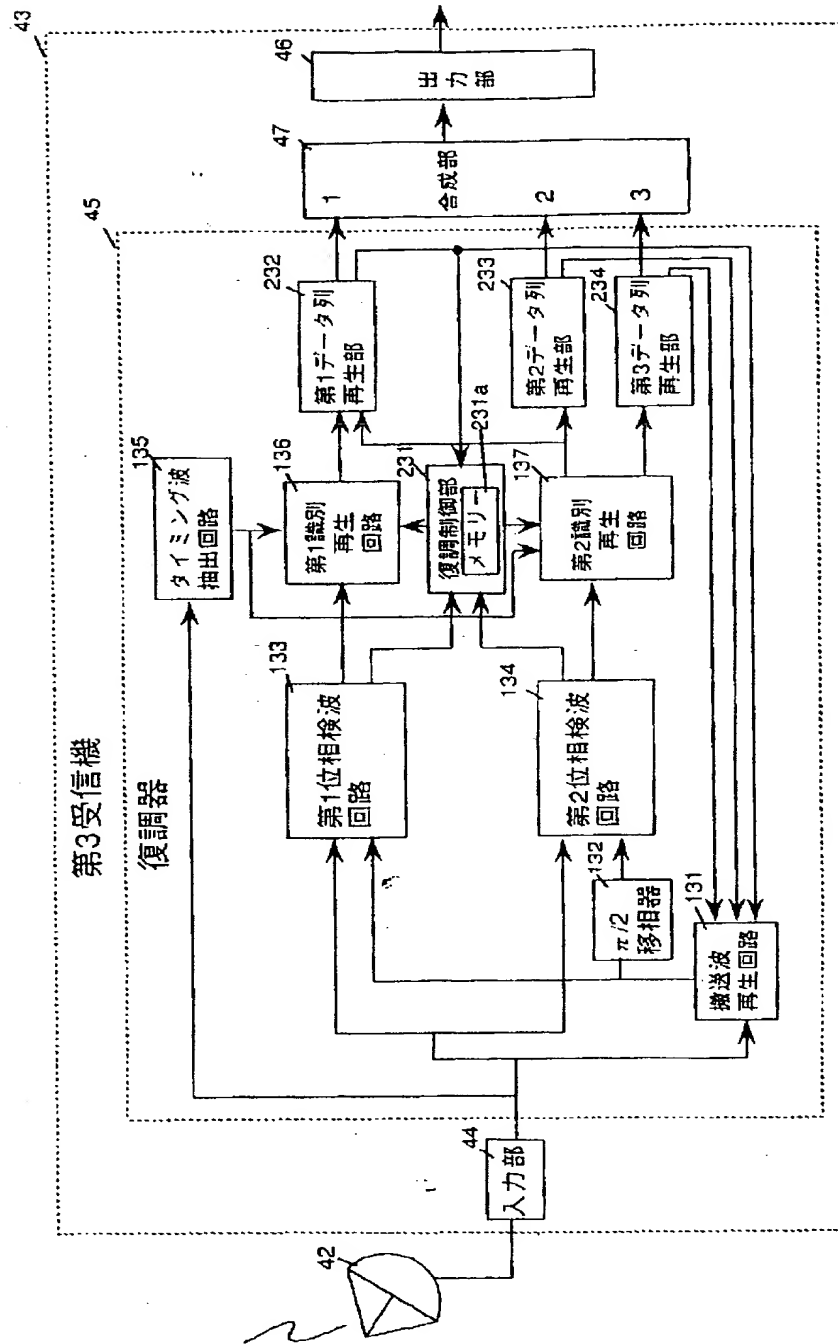 第3受信機
43
復調器
45
42
入力部
44
タイミング波
抽出回路
135
第1位相検波
回路
133
第2位相検波
回路
134
π/2
移相器
132
搬送波
再生回路
131
第1識別
再生
回路
136
復調制御部
231
メモリー
231a
第2識別
再生
回路
137
第1データ列
再生部
232
第2データ列
再生部
233
第3データ列
再生部
234
合成部
47
1
2
3
出力部
46